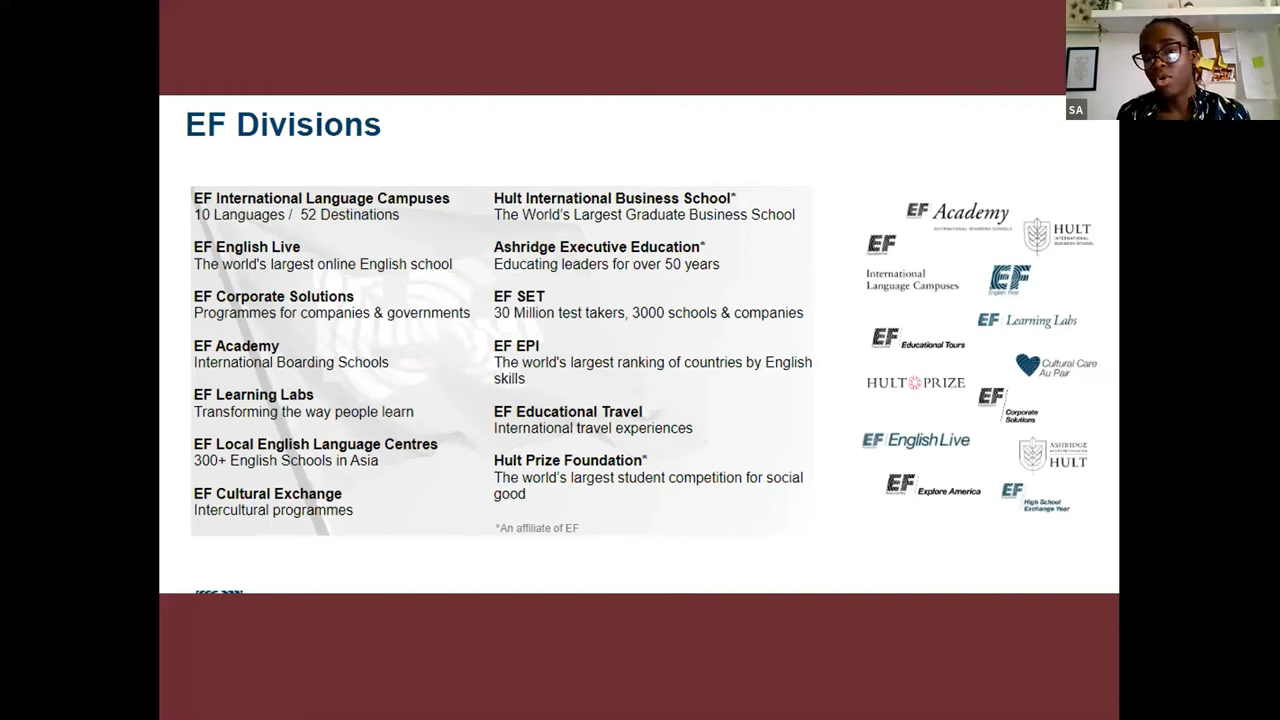 EF Divisions
EF International Language Campuses
10 Languages / 52 Destinations
EF English Live
The world's largest online English school
EF Corporate Solutions
Programmes for companies & governments
EF Academy
International Boarding Schools
EF Learning Labs
Transforming the way people learn
EF Local English Language Centres
300+ English Schools in Asia
EF Cultural Exchange
Intercultural programmes
Hult International Business School*
The World's Largest Graduate Business School
Ashridge Executive Education*
Educating leaders for over 50 years
EF SET
30 Million test takers, 3000 schools & companies
EF EPI
The world's largest ranking of countries by English
skills
EF Educational Travel
International travel experiences
Hult Prize Foundation*
The world's largest student competition for social
good
*An affiliate of EF
EF Academy
INTERNATIONAL BOARDING SCHOOLS
HULT
INTERNATIONAL
BUSINESS SCHOOL
EF
International
Language Campuses
EF
English First
EF Learning Labs
EF Educational Tours
Cultural Care
Au Pair
HULT PRIZE
EF Corporate
Solutions
EF English Live
ASHRIDGE
HULT
EF Explore America
EF High School
Exchange Year
SA